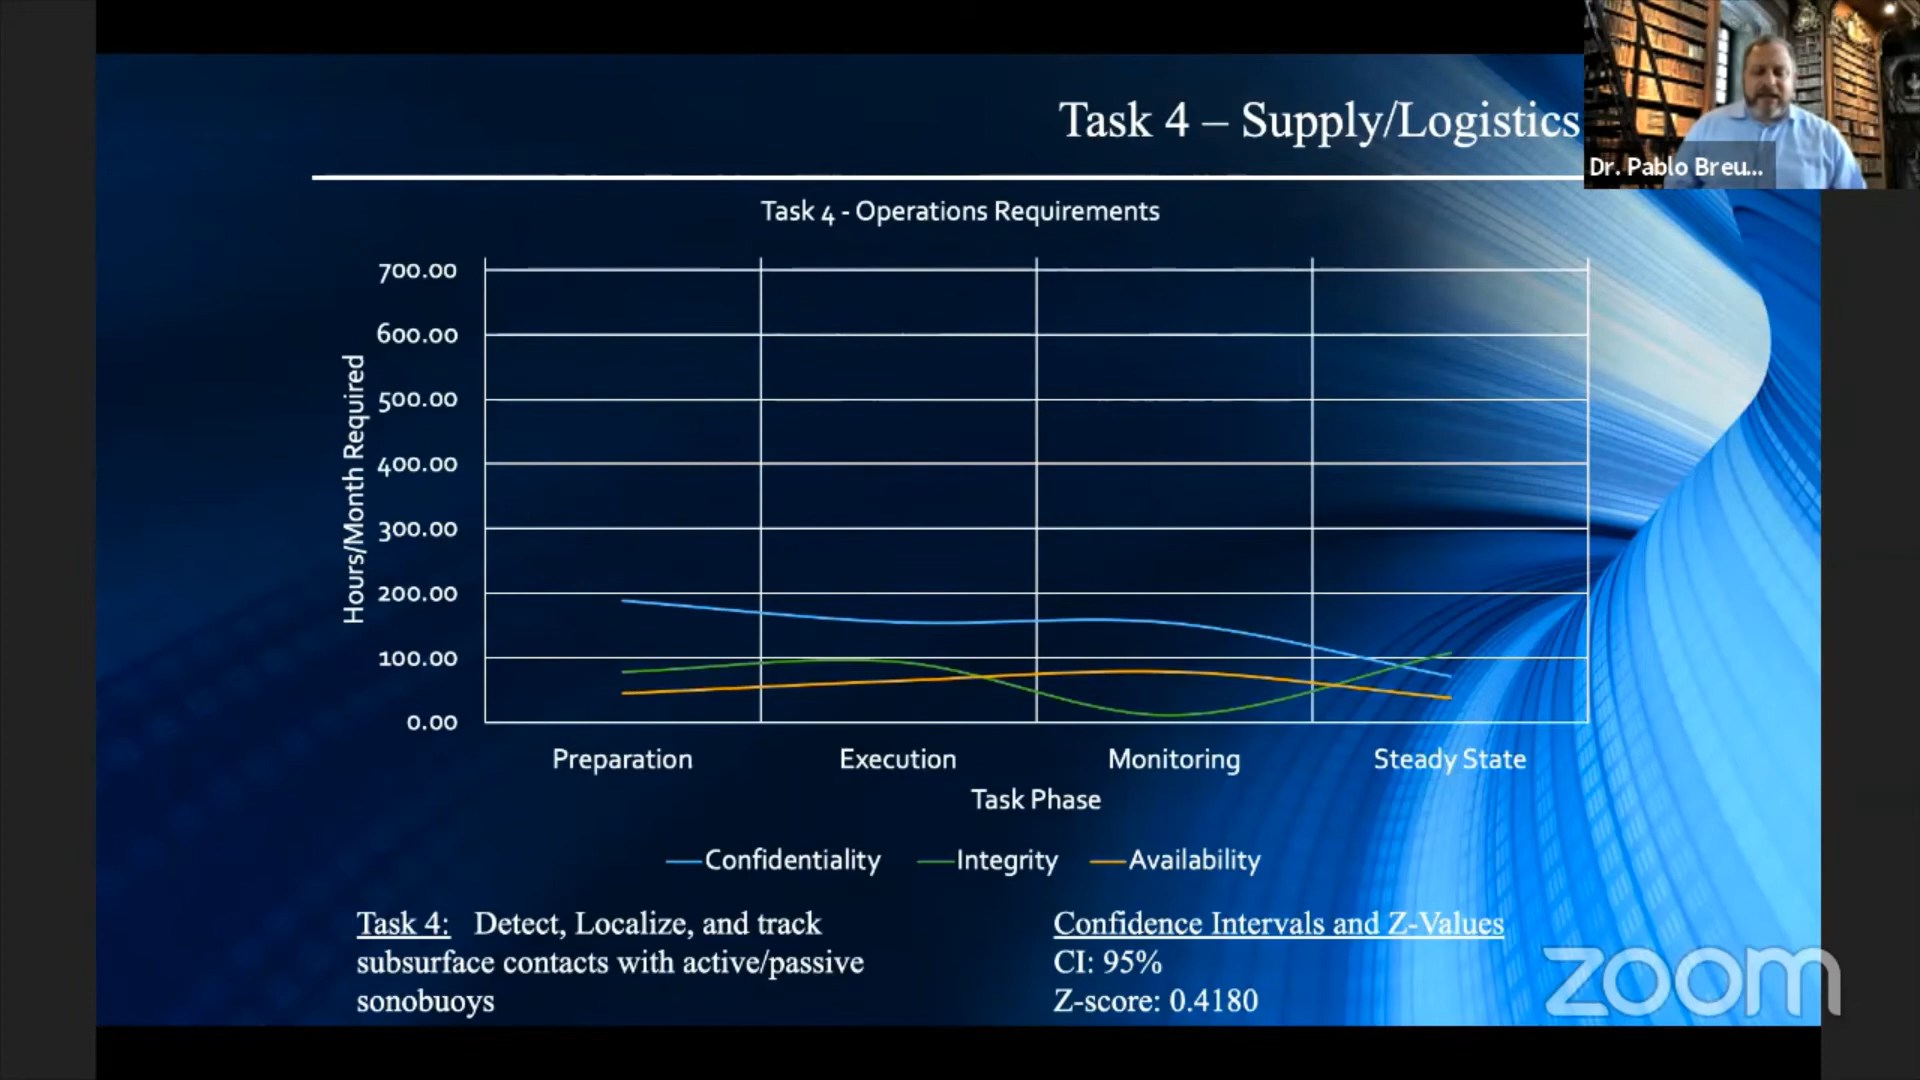 Task 4 – Supply/Logistics
Dr. Pablo Breu...
Task 4 - Operations Requirements
Hours/Month Required
700.00
600.00
500.00
400.00
300.00
200.00
100.00
0.00
Preparation Execution Monitoring Steady State
Task Phase
Confidentiality Integrity Availability
Task 4: Detect, Localize, and track
subsurface contacts with active/passive
sonobuoys
Confidence Intervals and Z-Values
CI: 95%
Z-score: 0.4180
zoom